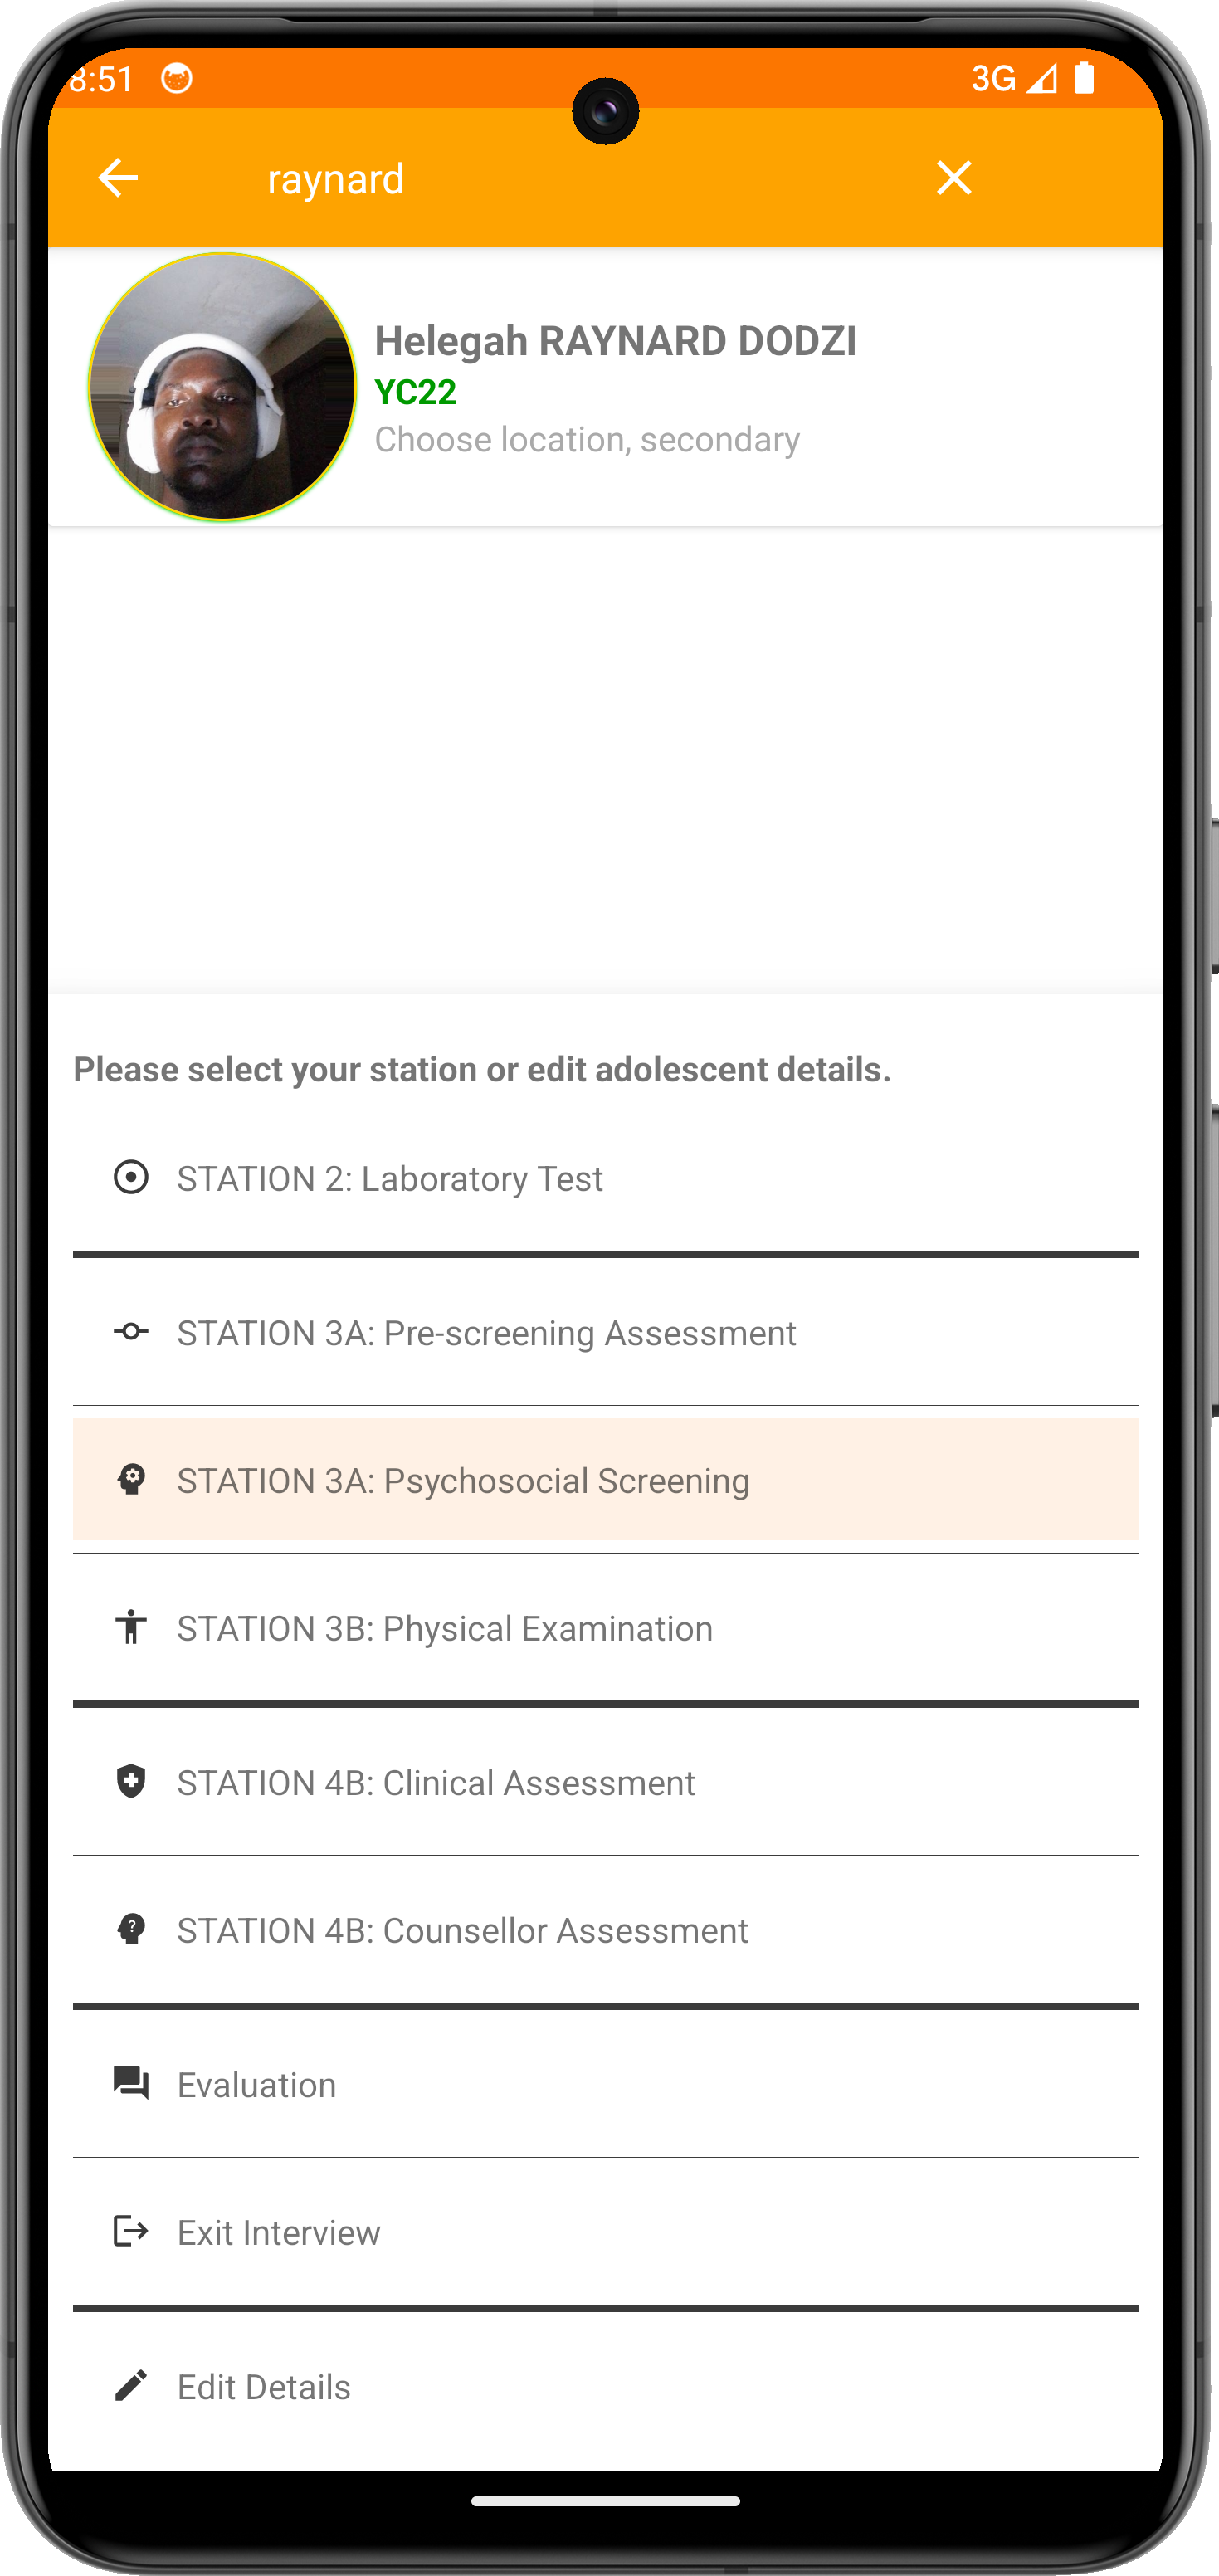 8:51
3G
raynard
Helegah RAYNARD DODZI
YC22
Choose location, secondary
Please select your station or edit adolescent details.
STATION 2: Laboratory Test
STATION 3A: Pre-screening Assessment
STATION 3A: Psychosocial Screening
STATION 3B: Physical Examination
STATION 4B: Clinical Assessment
STATION 4B: Counsellor Assessment
Evaluation
Exit Interview
Edit Details